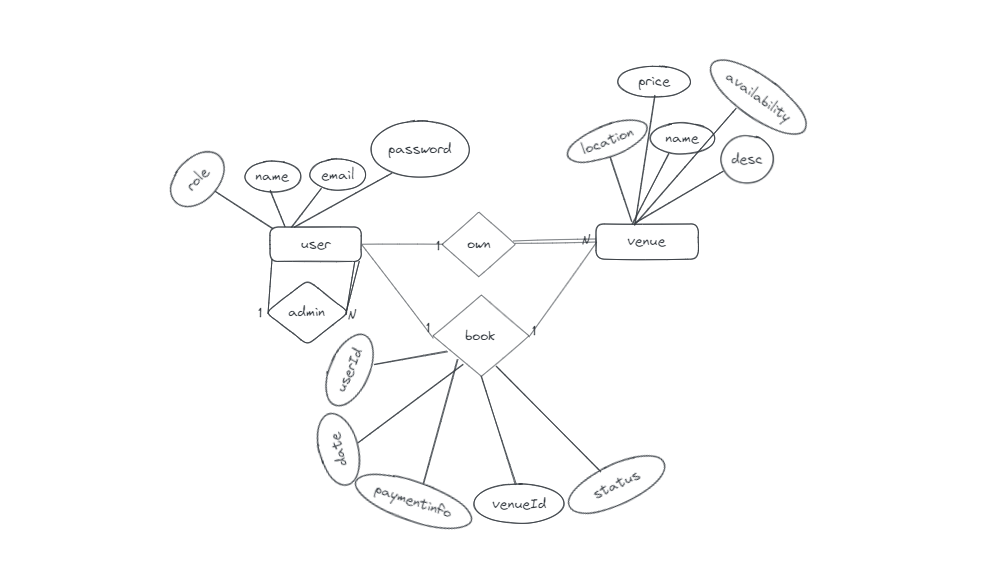 price
availability
location
name
desc
password
role
name
email
user
1
own
N
venue
1
admin
N
1
book
1
userId
date
paymentinfo
venueId
status